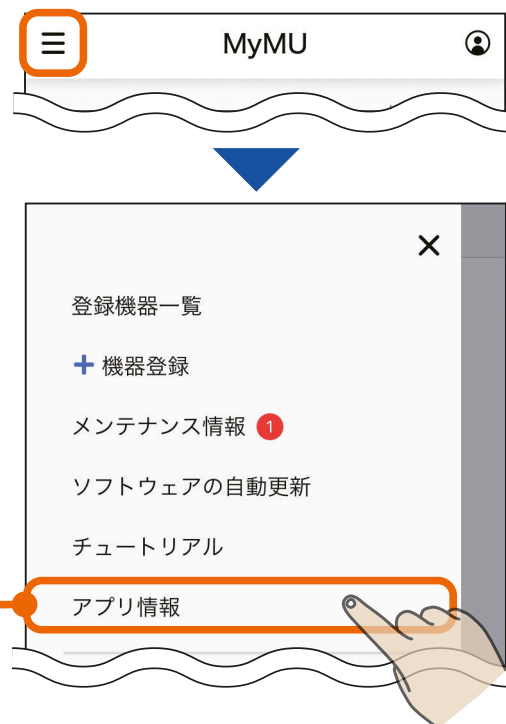 MyMU
登録機器一覧
+ 機器登録
メンテナンス情報 1
ソフトウェアの自動更新
チュートリアル
アプリ情報